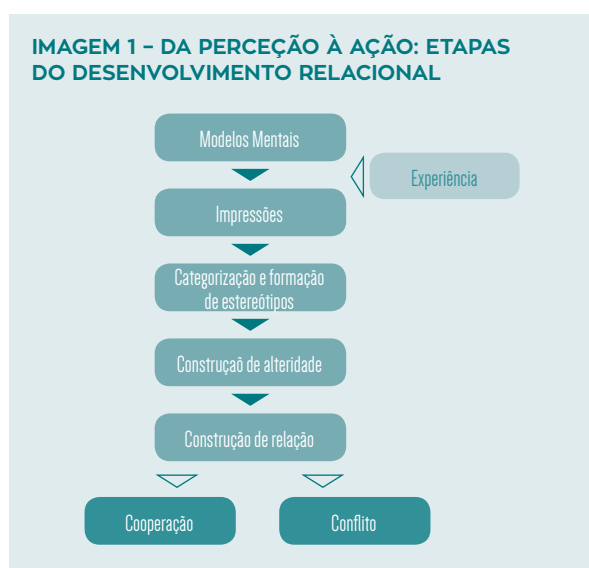 IMAGEM 1 – DA PERCEÇÃO À AÇÃO: ETAPAS
DO DESENVOLVIMENTO RELACIONAL
Modelos Mentais
Experiência
Impressões
Categorização e formação
de estereótipos
Construçaõ de alteridade
Construção de relação
Cooperação
Conflito